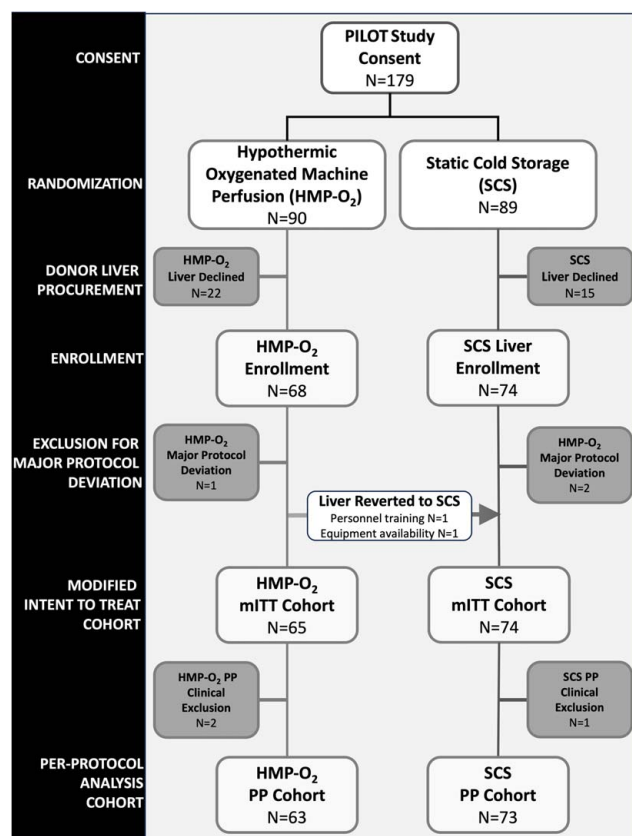 CONSENT
PILOT Study
Consent
N=179
RANDOMIZATION
Hypothermic
Oxygenated Machine
Perfusion (HMP-O₂)
N=90
Static Cold Storage
(SCS)
N=89
DONOR LIVER
PROCUREMENT
HMP-O₂
Liver Declined
N=22
SCS
Liver Declined
N=15
ENROLLMENT
HMP-O₂
Enrollment
N=68
SCS Liver
Enrollment
N=74
EXCLUSION FOR
MAJOR PROTOCOL
DEVIATION
HMP-O₂
Major Protocol
Deviation
N=1
HMP-O₂
Major Protocol
Deviation
N=2
Liver Reverted to SCS
Personnel training N=1
Equipment availability N=1
MODIFIED
INTENT TO TREAT
COHORT
HMP-O₂
mITT Cohort
N=65
SCS
mITT Cohort
N=74
HMP-O₂ PP
Clinical
Exclusion
N=2
SCS PP
Clinical
Exclusion
N=1
PER-PROTOCOL
ANALYSIS
COHORT
HMP-O₂
PP Cohort
N=63
SCS
PP Cohort
N=73